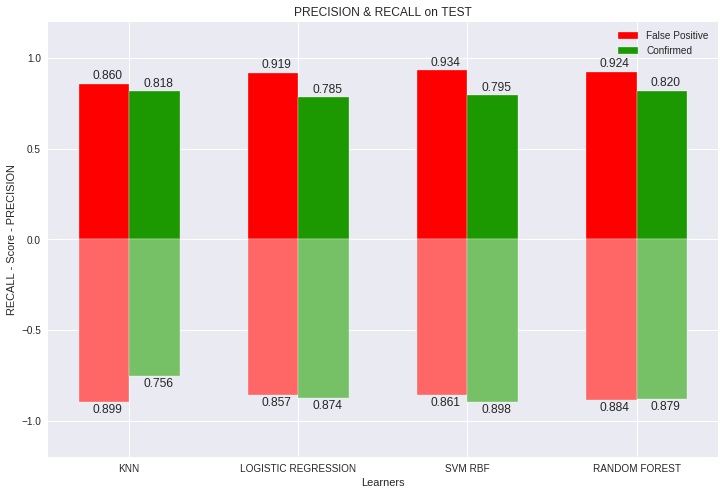 PRECISION & RECALL on TEST
False Positive
Confirmed
1.0
0.5
0.0
−0.5
−1.0
RECALL - Score - PRECISION
0.860
0.818
0.919
0.785
0.934
0.795
0.924
0.820
0.899
0.756
0.857
0.874
0.861
0.898
0.884
0.879
KNN
LOGISTIC REGRESSION
SVM RBF
RANDOM FOREST
Learners